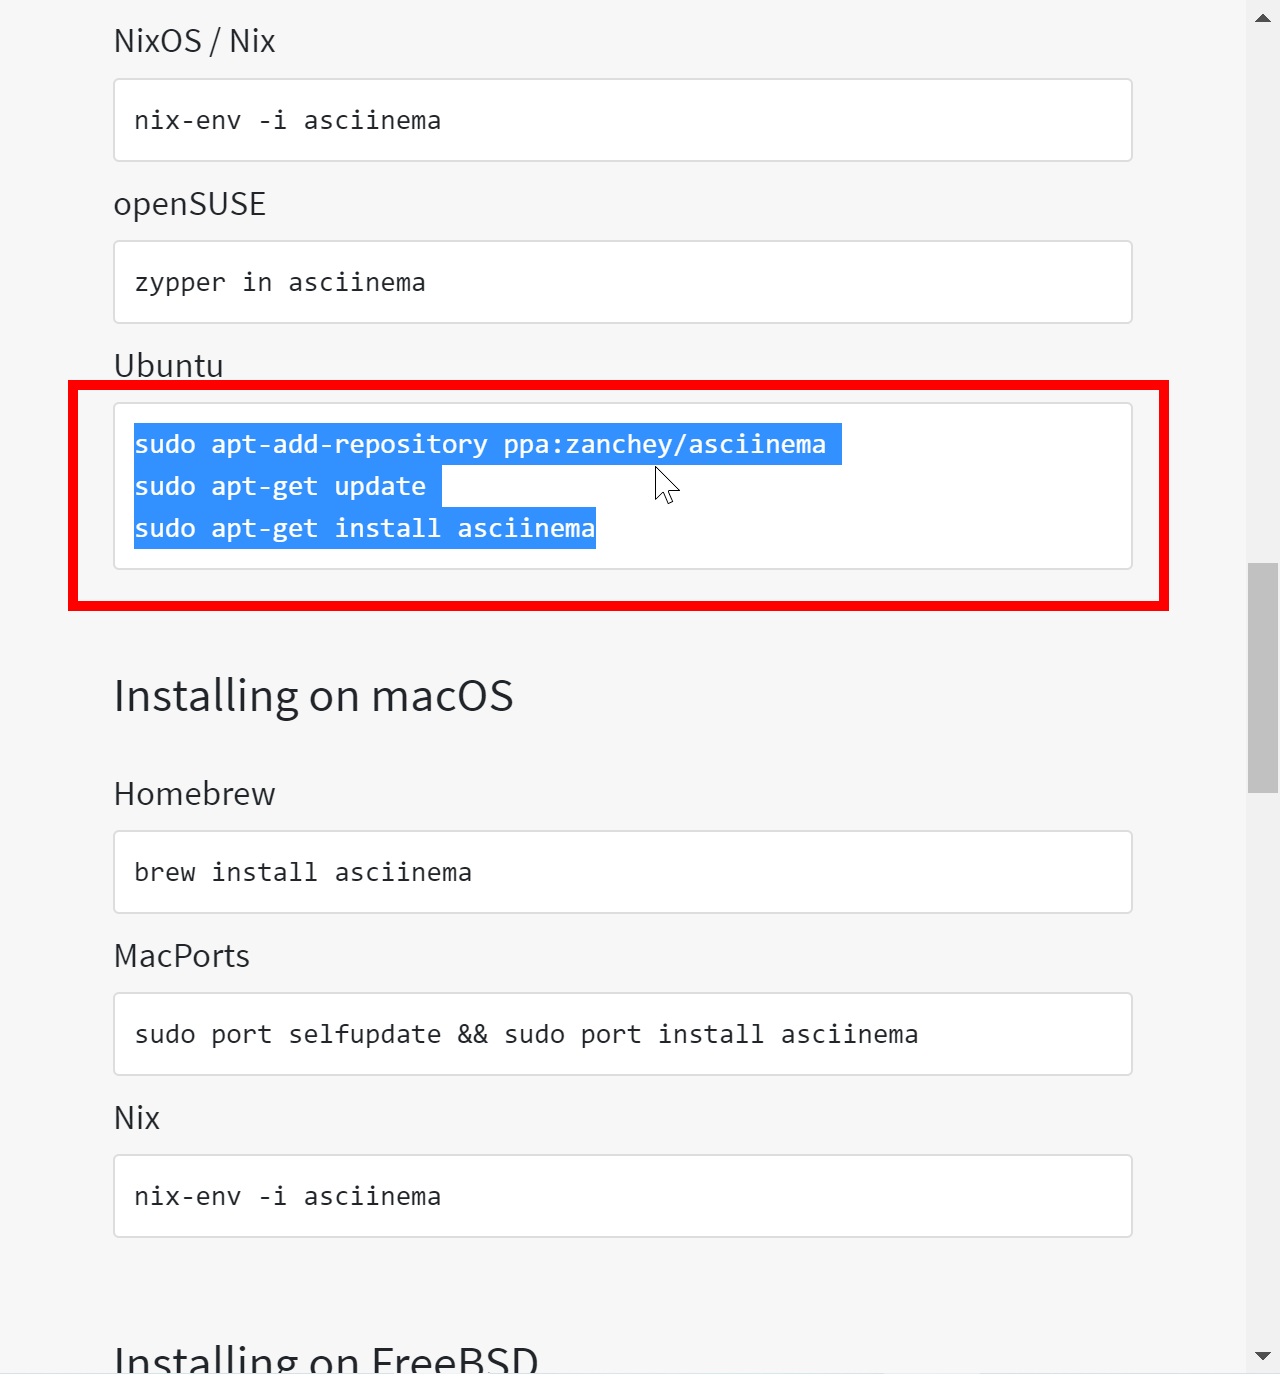 NixOS / Nix
nix-env -i asciinema
openSUSE
zypper in asciinema
Ubuntu
sudo apt-add-repository ppa:zanchey/asciinema
sudo apt-get update
sudo apt-get install asciinema
Installing on macOS
Homebrew
brew install asciinema
MacPorts
sudo port selfupdate && sudo port install asciinema
Nix
nix-env -i asciinema
Installing on FreeBSD